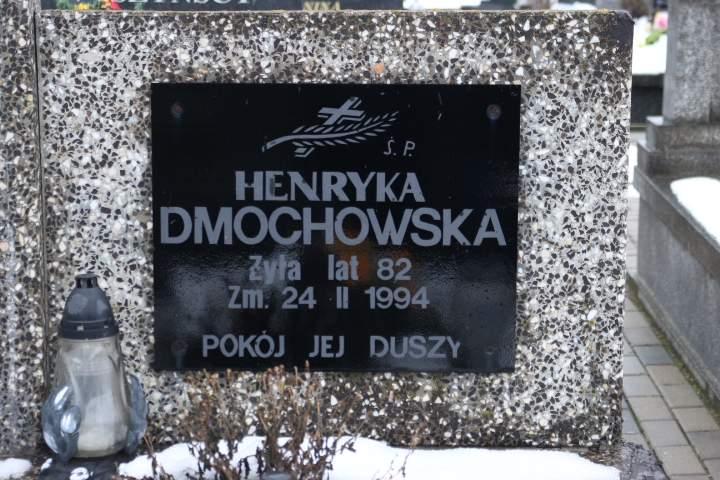 Ś.P.
HENRYKA
DMOCHOWSKA
Żyła lat 82
Zm. 24 II 1994
POKÓJ JEJ DUSZY